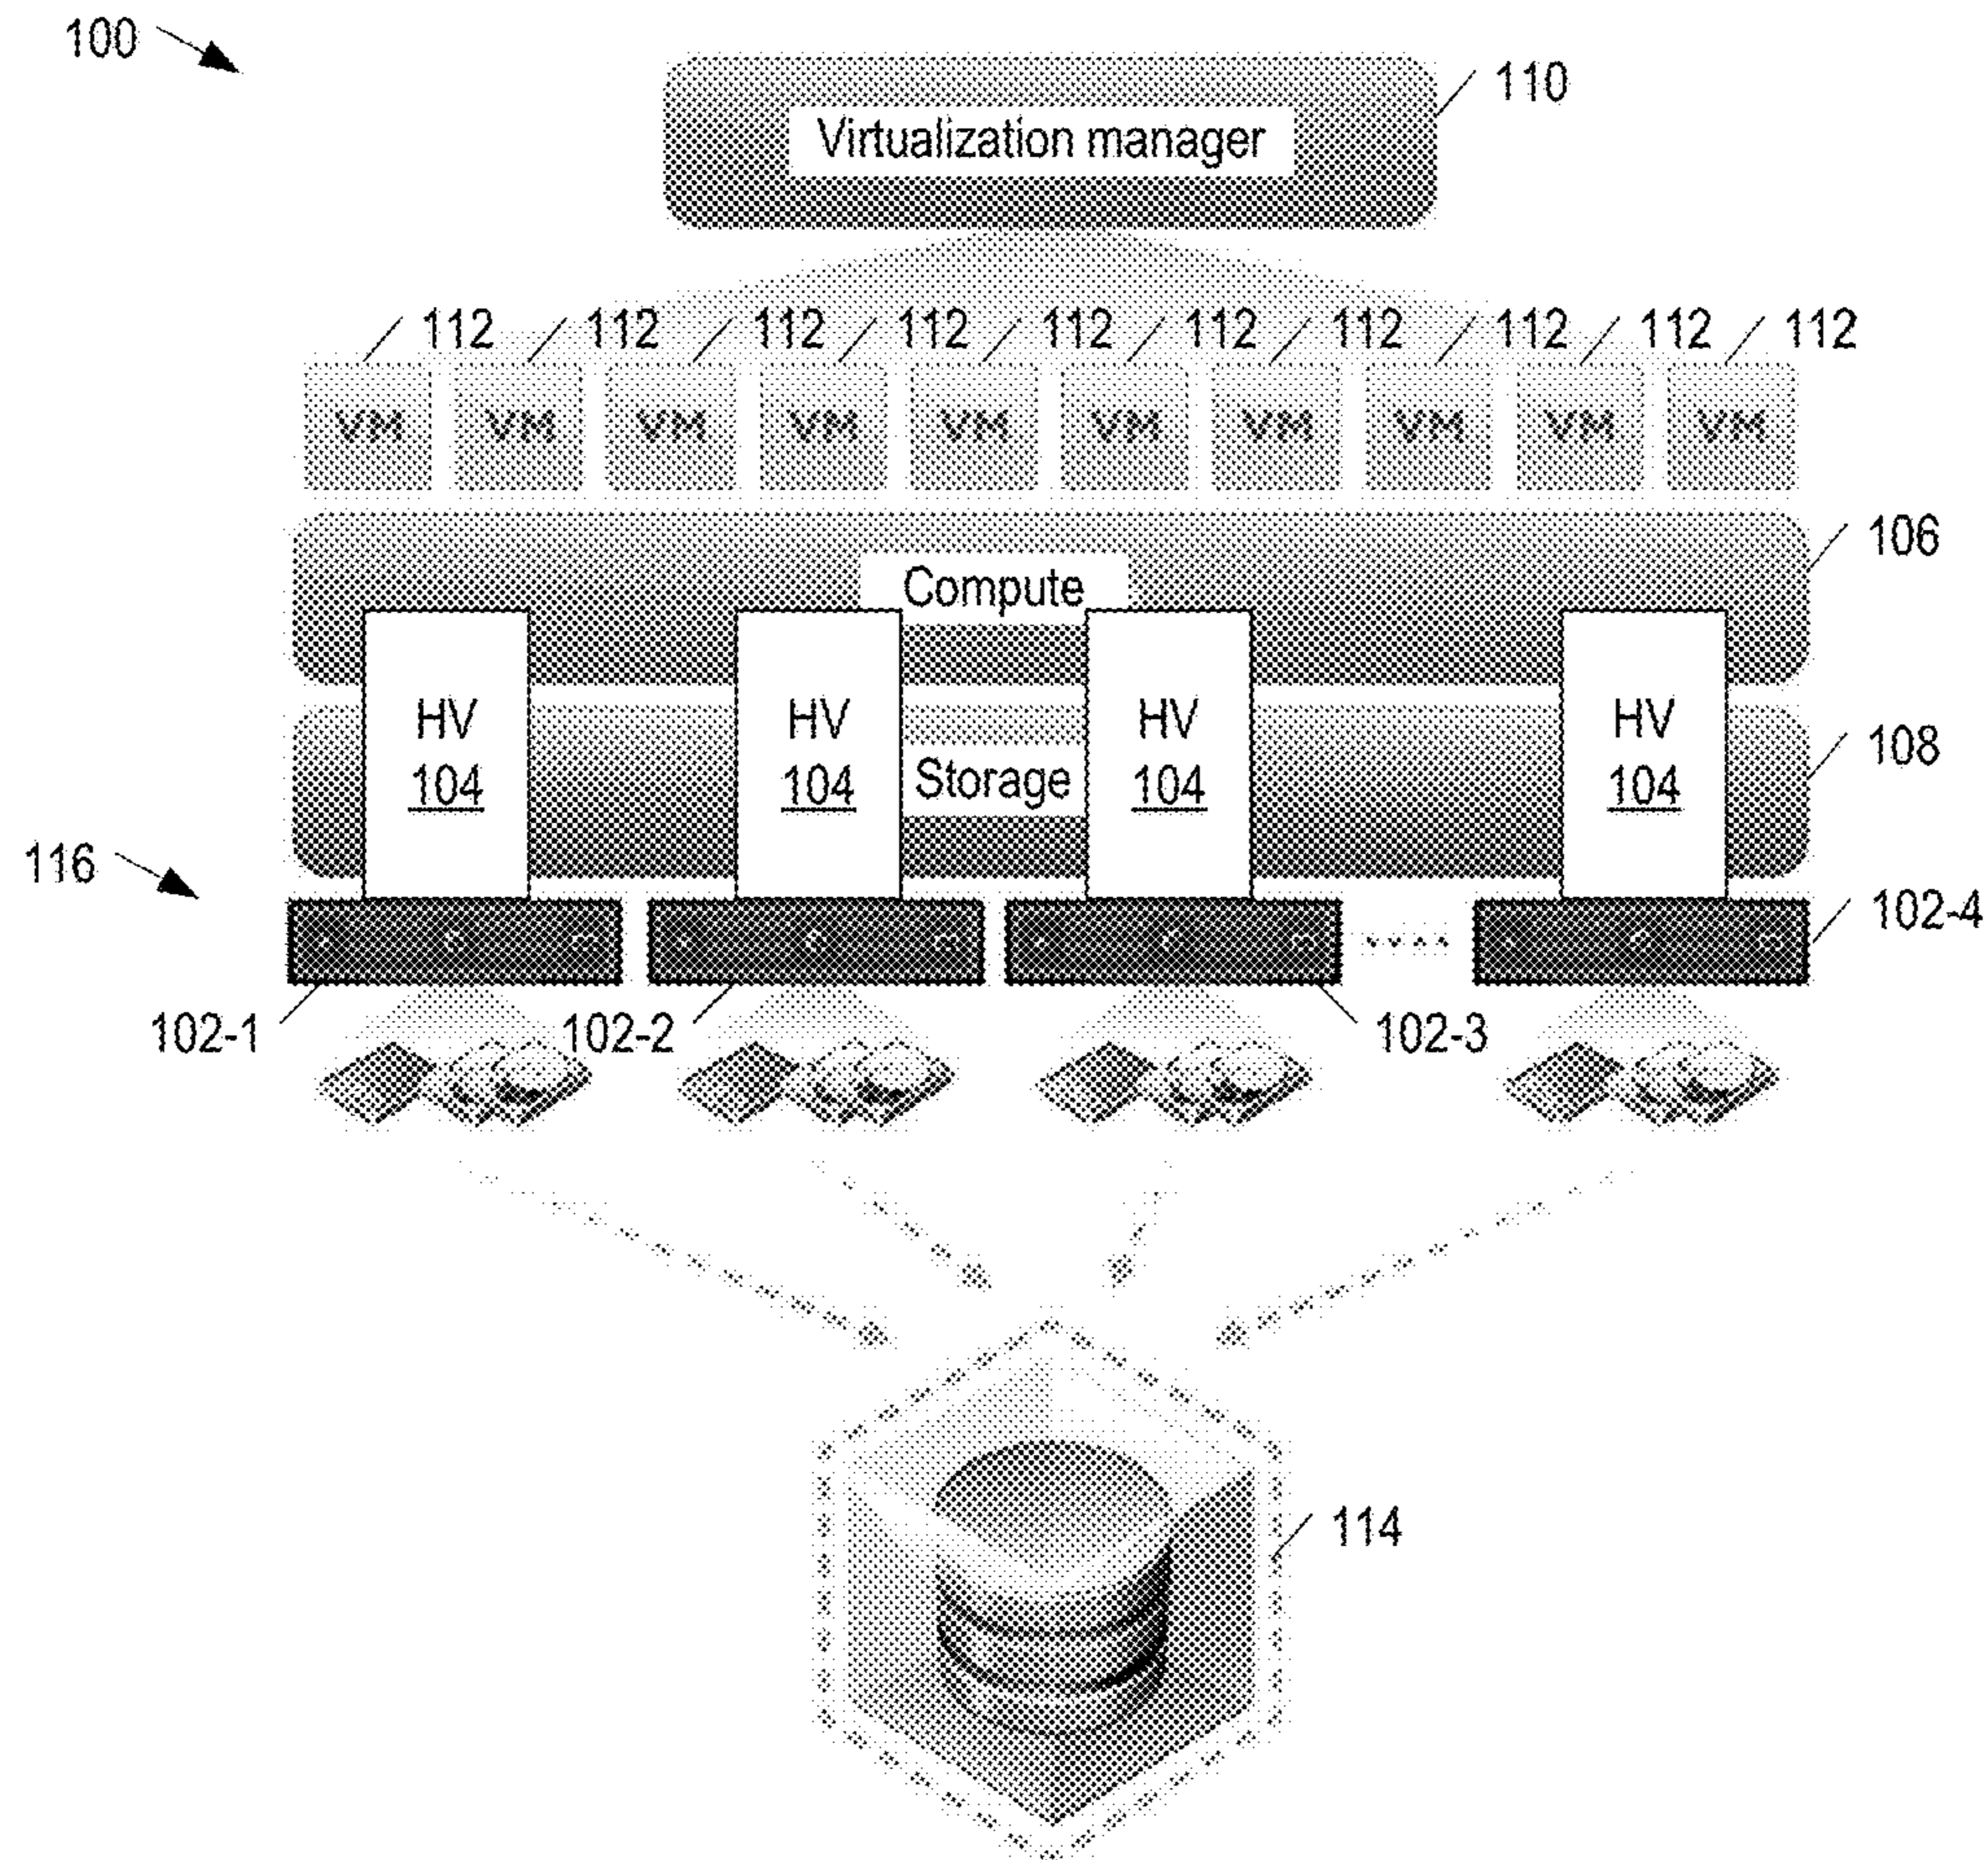 100
110
Virtualization manager
112 112 112 112 112 112 112 112 112 112
VM VM VM VM VM VM VM VM VM VM
106
Compute
HV HV HV HV
108
104 104 Storage 104 104
116
102-4
102-1 102-2 102-3
114